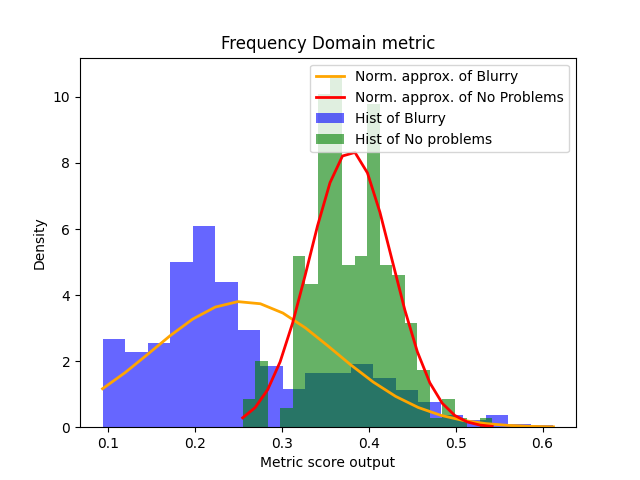 Frequency Domain metric
Norm. approx. of Blurry
Norm. approx. of No Problems
Hist of Blurry
Hist of No problems
Density
10
8
6
4
2
0
0.1 0.2 0.3 0.4 0.5 0.6
Metric score output